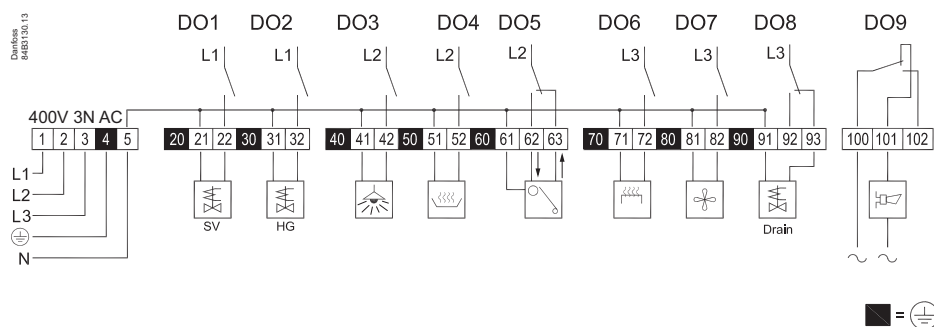 Danfoss
84B3130.13
DO1 DO2 DO3 DO4 DO5 DO6 DO7 DO8 DO9
L1 L1 L2 L2 L2 L3 L3 L3
400V 3N AC
1 2 3 4 5 20 21 22 30 31 32 40 41 42 50 51 52 60 61 62 63 70 71 72 80 81 82 90 91 92 93 100 101 102
L1
L2
L3
N
SV HG Drain
=